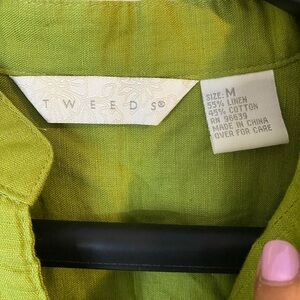 TWEEDS®
SIZE: M
55% LINEN
45% COTTON
RN 96639
MADE IN CHINA
OVER FOR CARE